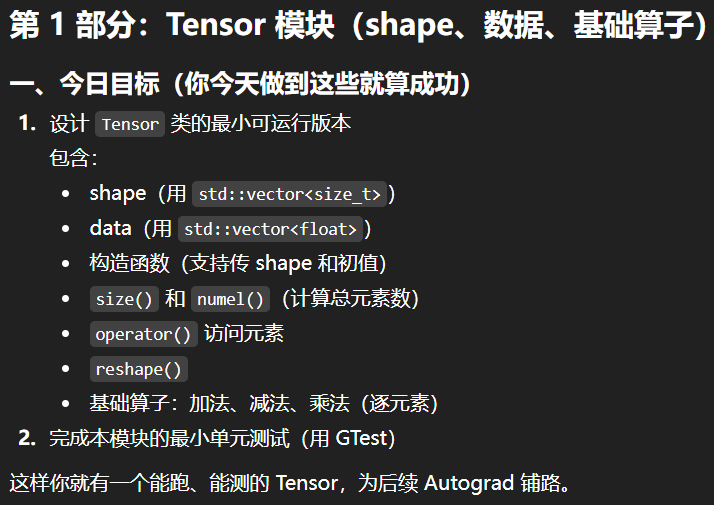 第 1 部分：Tensor 模块（shape、数据、基础算子）
一、今日目标（你今天做到这些就算成功）
1. 设计 Tensor 类的最小可运行版本
包含：
• shape（用 std::vector<size_t>）
• data（用 std::vector<float>）
• 构造函数（支持传 shape 和初值）
• size() 和 numel()（计算总元素数）
• operator() 访问元素
• reshape()
• 基础算子：加法、减法、乘法（逐元素）
2. 完成本模块的最小单元测试（用 GTest）
这样你就有一个能跑、能测的 Tensor，为后续 Autograd 铺路。